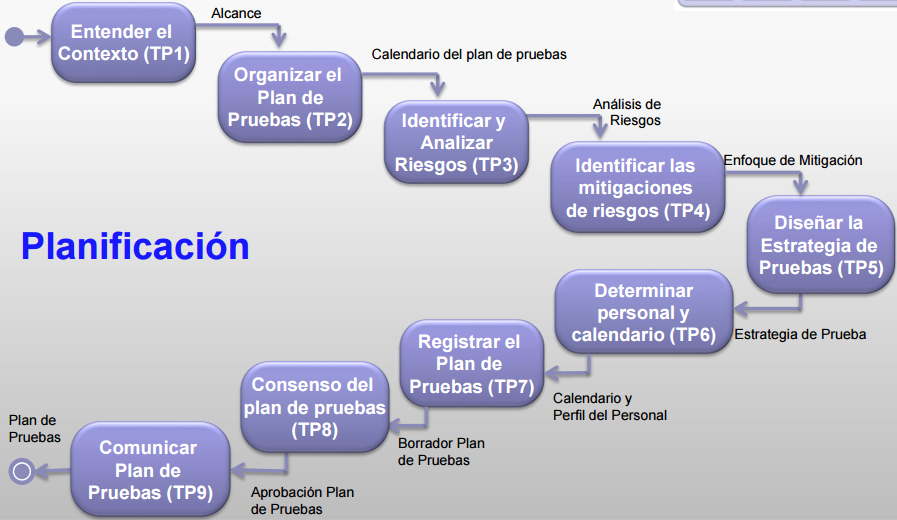 Entender el
Contexto (TP1)
Alcance
Organizar el
Plan de
Pruebas (TP2)
Calendario del plan de pruebas
Identificar y
Analizar
Riesgos (TP3)
Análisis de
Riesgos
Identificar las
mitigaciones
de riesgos (TP4)
Enfoque de Mitigación
Diseñar la
Estrategia de
Pruebas (TP5)
Planificación
Estrategia de Prueba
Determinar
personal y
calendario (TP6)
Calendario y
Perfil del Personal
Registrar el
Plan de
Pruebas (TP7)
Borrador Plan
de Pruebas
Consenso del
plan de pruebas
(TP8)
Aprobación Plan
de Pruebas
Comunicar
Plan de
Pruebas (TP9)
Plan de
Pruebas